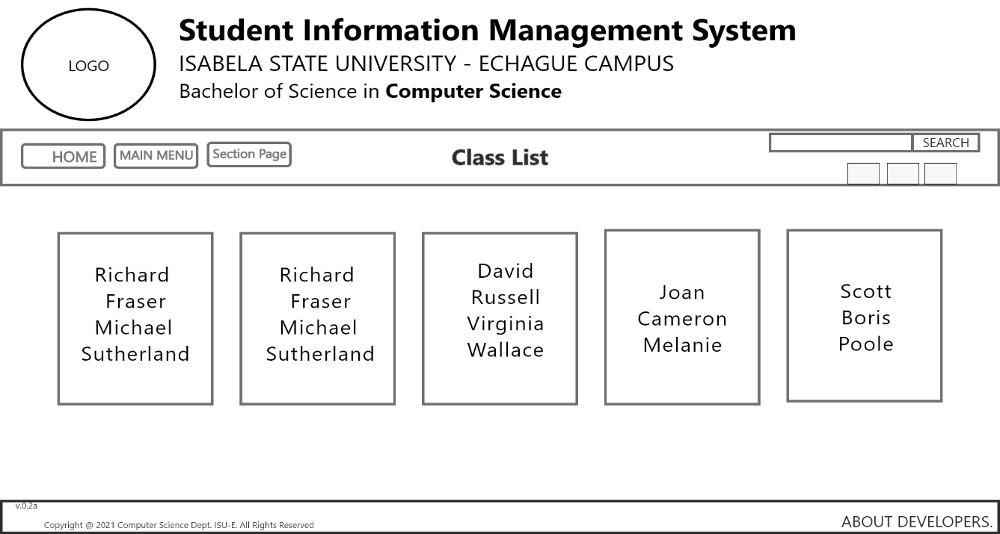 LOGO
Student Information Management System
ISABELA STATE UNIVERSITY - ECHAGUE CAMPUS
Bachelor of Science in Computer Science
HOME
MAIN MENU
Section Page
Class List
SEARCH
Richard
Fraser
Michael
Sutherland
Richard
Fraser
Michael
Sutherland
David
Russell
Virginia
Wallace
Joan
Cameron
Melanie
Scott
Boris
Poole
v.0.2a
Copyright @ 2021 Computer Science Dept. ISU-E. All Rights Reserved
ABOUT DEVELOPERS.